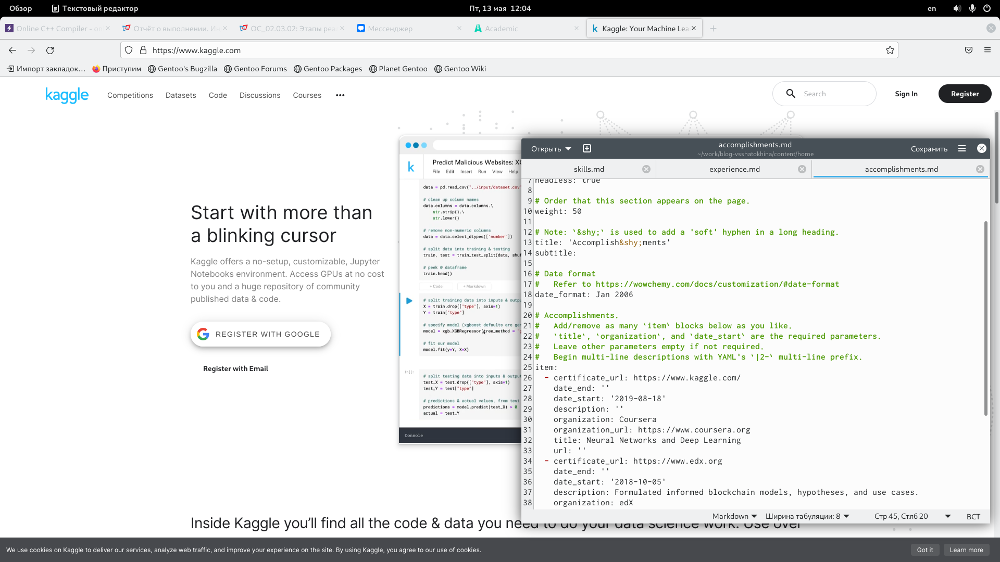 Обзор
Текстовый редактор
Пт, 13 мая 12:04
en
Online C++ Compiler - on
Отчёт о выполнении. Ин
ОС_02.03.02: Этапы реа
Мессенджер
Academic
Kaggle: Your Machine Lea
https://www.kaggle.com
Импорт закладок…
Приступим
Gentoo's Bugzilla
Gentoo Forums
Gentoo Packages
Planet Gentoo
Gentoo Wiki
kaggle
Competitions
Datasets
Code
Discussions
Courses
Search
Sign In
Register
Start with more than
a blinking cursor
Kaggle offers a no-setup, customizable, Jupyter
Notebooks environment. Access GPUs at no cost
to you and a huge repository of community
published data & code.
REGISTER WITH GOOGLE
Register with Email
k
Predict Malicious Websites: XG
File Edit Insert Run View Help
data = pd.read_csv("../input/dataset.csv"
# clean up column names
data.columns = data.columns.\
str.strip().\
str.lower()
# remove non-numeric columns
data = data.select_dtypes(['number'])
# split data into training & testing
train, test = train_test_split(data, shuf
# peek @ dataframe
train.head()
+ Code
+ Markdown
# split training data into inputs & outpu
X = train.drop(["type"], axis=1)
Y = train["type"]
# specify model (xgboost defaults are gen
model = xgb.XGBRegressor(tree_method = "g
# fit our model
model.fit(y=Y, X=X)
In[]:
# split testing data into inputs & output
test_X = test.drop(["type"], axis=1)
test_Y = test["type"]
# predictions & actual values, from test
predictions = model.predict(test_X) > 0
actual = test_Y
Console
Открыть
accomplishments.md
~/work/blog-vsshatokhina/content/home
Сохранить
skills.md
experience.md
accomplishments.md
7 headless: true
8
9 # Order that this section appears on the page.
10 weight: 50
11
12 # Note: `&shy;` is used to add a 'soft' hyphen in a long heading.
13 title: 'Accomplish&shy;ments'
14 subtitle:
15
16 # Date format
17 #   Refer to https://wowchemy.com/docs/customization/#date-format
18 date_format: Jan 2006
19
20 # Accomplishments.
21 #   Add/remove as many `item` blocks below as you like.
22 #   `title`, `organization`, and `date_start` are the required parameters.
23 #   Leave other parameters empty if not required.
24 #   Begin multi-line descriptions with YAML's `|2-` multi-line prefix.
25 item:
26   - certificate_url: https://www.kaggle.com/
27     date_end: ''
28     date_start: '2019-08-18'
29     description: ''
30     organization: Coursera
31     organization_url: https://www.coursera.org
32     title: Neural Networks and Deep Learning
33     url: ''
34   - certificate_url: https://www.edx.org
35     date_end: ''
36     date_start: '2018-10-05'
37     description: Formulated informed blockchain models, hypotheses, and use cases.
38     organization: edX
Markdown
Ширина табуляции: 8
Стр 45, Стлб 20
ВСТ
Inside Kaggle you’ll find all the code & data you need to do your data science work. Use over
We use cookies on Kaggle to deliver our services, analyze web traffic, and improve your experience on the site. By using Kaggle, you agree to our use of cookies.
Got it
Learn more